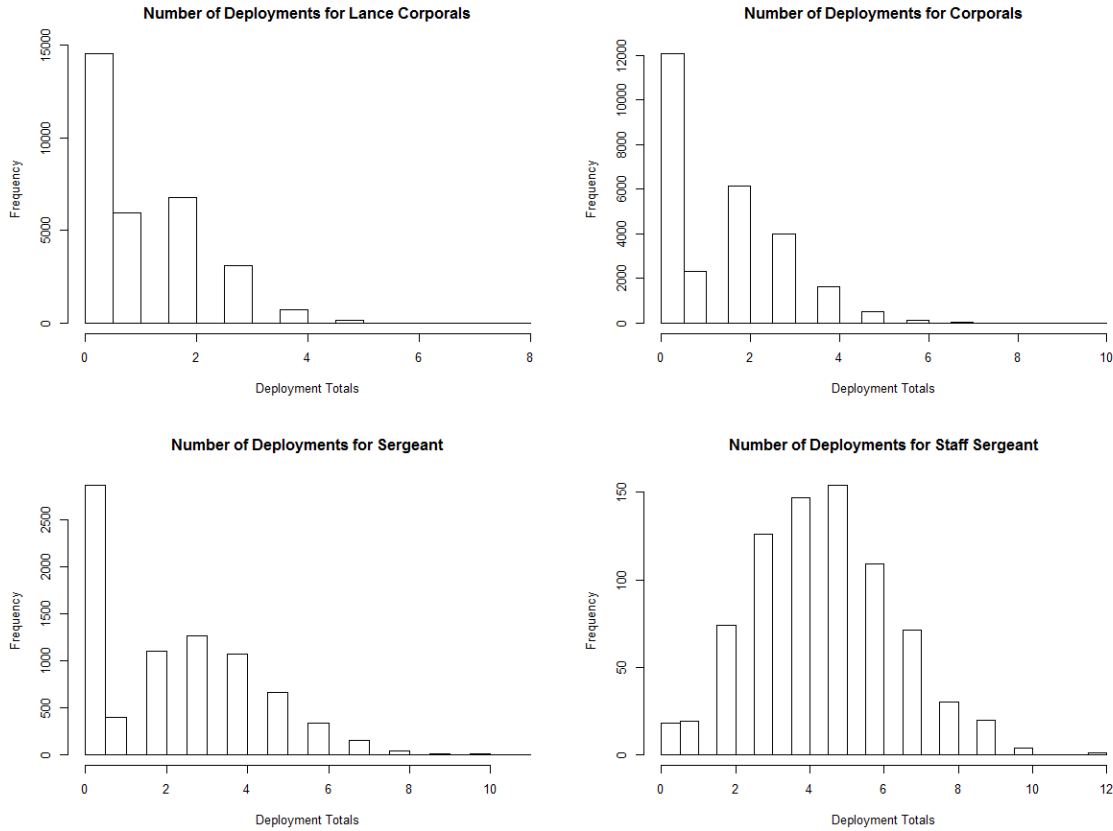 Number of Deployments for Lance Corporals
Frequency
0
5000
10000
15000
0 2 4 6 8
Deployment Totals
Number of Deployments for Corporals
Frequency
0
2000
4000
6000
8000
10000
12000
0 2 4 6 8 10
Deployment Totals
Number of Deployments for Sergeant
Frequency
0
500
1000
1500
2000
2500
0 2 4 6 8 10
Deployment Totals
Number of Deployments for Staff Sergeant
Frequency
0
50
100
150
0 2 4 6 8 10 12
Deployment Totals